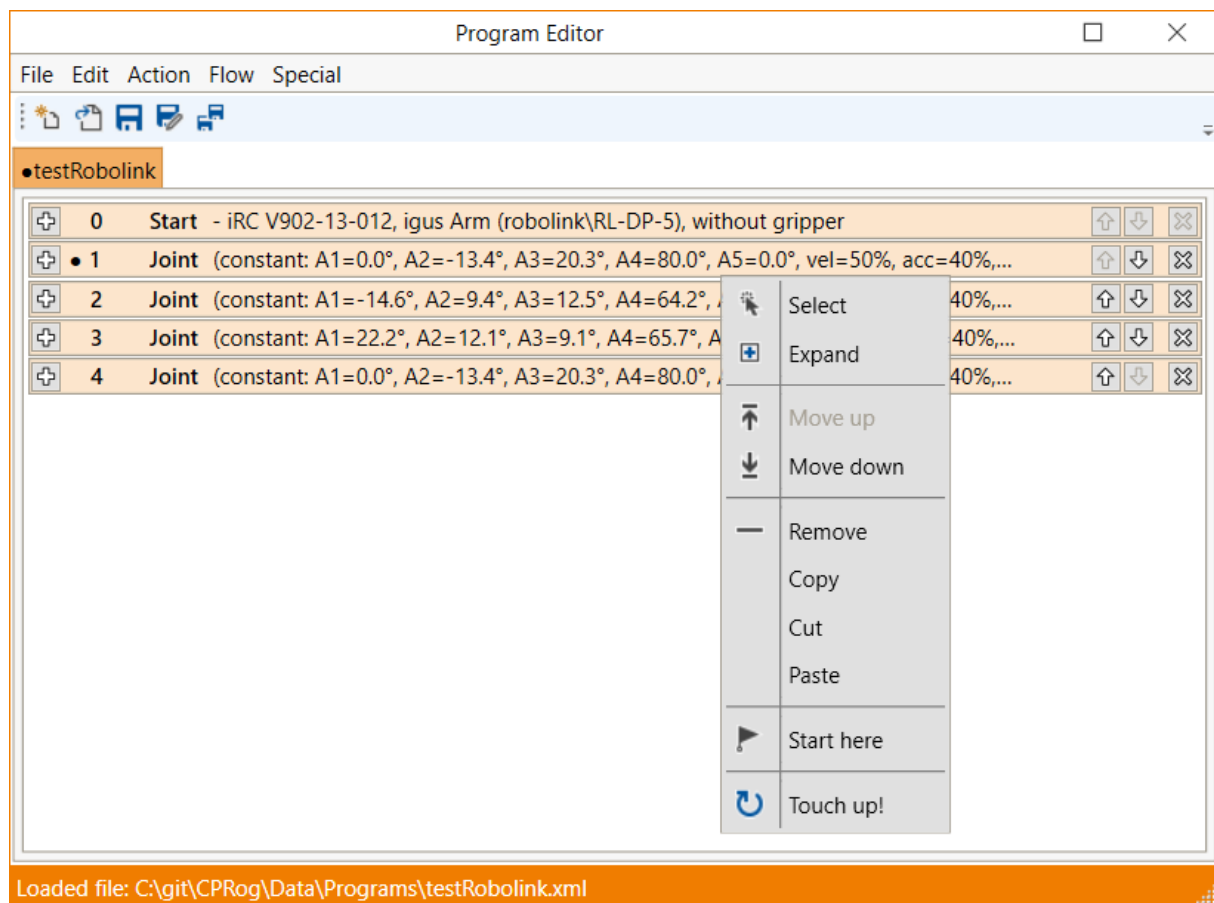 Program Editor
File Edit Action Flow Special
●testRobolink
0 Start - iRC V902-13-012, igus Arm (robolink\RL-DP-5), without gripper
● 1 Joint (constant: A1=0.0°, A2=-13.4°, A3=20.3°, A4=80.0°, A5=0.0°, vel=50%, acc=40%,...
2 Joint (constant: A1=-14.6°, A2=9.4°, A3=12.5°, A4=64.2°, 40%,...
3 Joint (constant: A1=22.2°, A2=12.1°, A3=9.1°, A4=65.7°, A =40%,...
4 Joint (constant: A1=0.0°, A2=-13.4°, A3=20.3°, A4=80.0°, 40%,...
Select
Expand
Move up
Move down
Remove
Copy
Cut
Paste
Start here
Touch up!
Loaded file: C:\git\CPRog\Data\Programs\testRobolink.xml